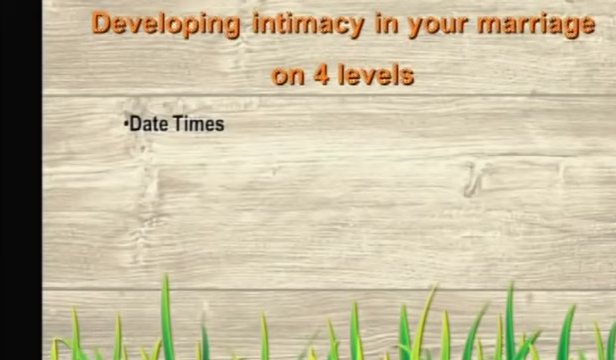 Developing intimacy in your marriage
on 4 levels
•Date Times